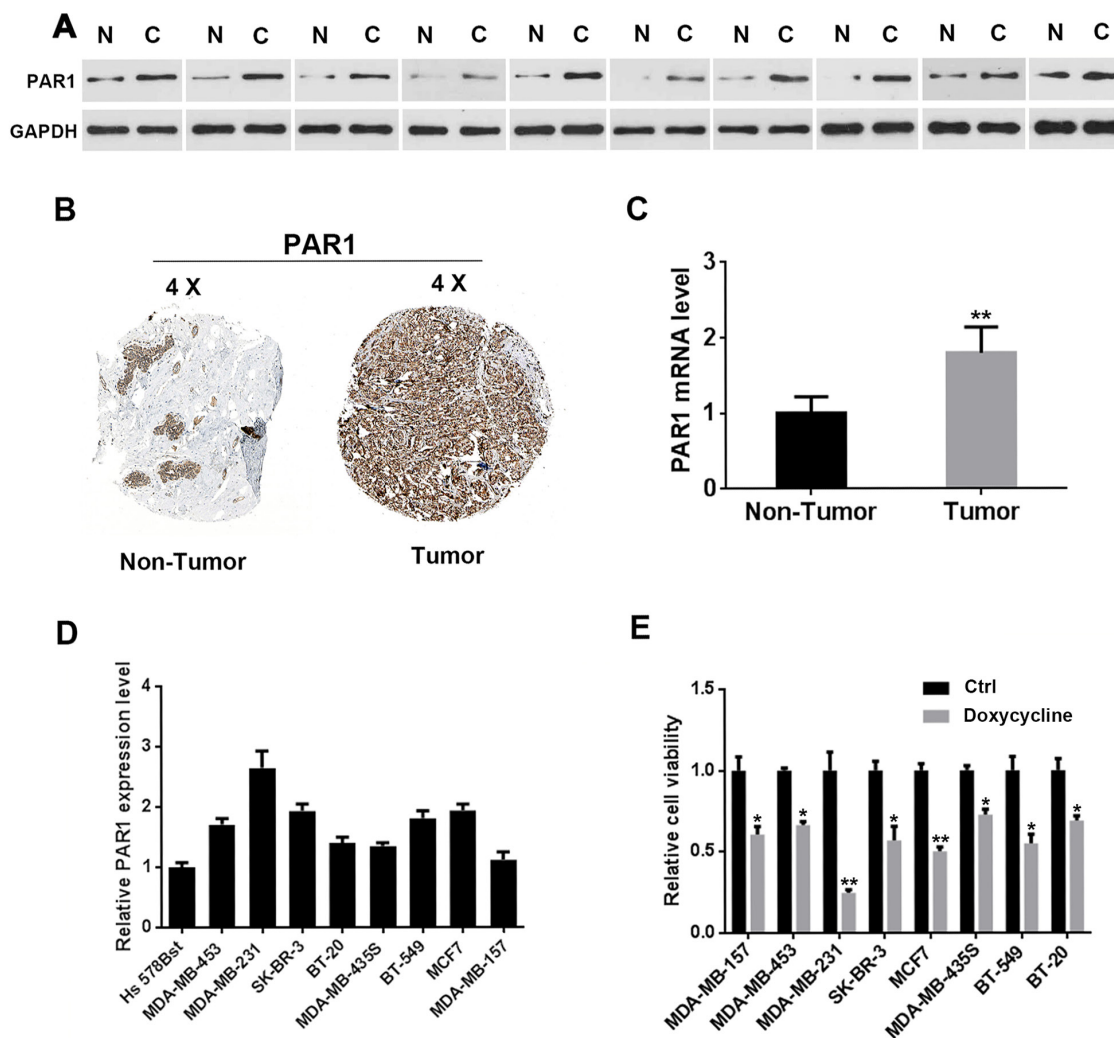 A
N C N C N C N C N C N C N C N C N C N C
PAR1
GAPDH
B
PAR1
4 X 4 X
Non-Tumor Tumor
C
PAR1 mRNA level
3
2
1
0
**
Non-Tumor Tumor
D
Relative PAR1 expression level
4
3
2
1
0
Hs 578Bst
MDA-MB-453
MDA-MB-231
SK-BR-3
BT-20
MDA-MB-435S
BT-549
MCF7
MDA-MB-157
E
Relative cell viability
1.5
1.0
0.5
0.0
Ctrl
Doxycycline
* * ** * ** * * *
MDA-MB-157
MDA-MB-453
MDA-MB-231
SK-BR-3
MCF7
MDA-MB-435S
BT-549
BT-20